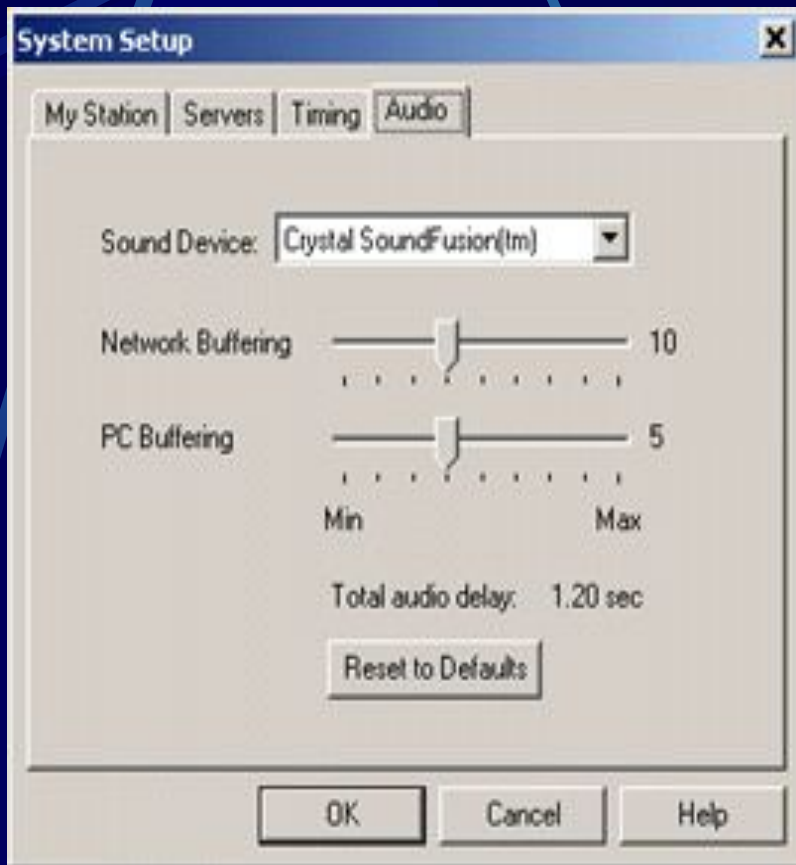 System Setup
My Station Servers Timing Audio
Sound Device: Crystal SoundFusion(tm)
Network Buffering 10
PC Buffering 5
Min Max
Total audio delay: 1.20 sec
Reset to Defaults
OK Cancel Help